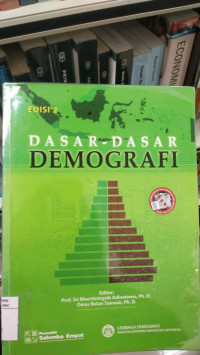 ECONOMI
EDISI 2
DASAR-DASAR
DEMOGRAFI
Editor:
Prof. Sri Moertiningsih Adioetomo, Ph. D.
Omas Bulan Samosir, Ph. D.
Penerbit
Salemba Empat
LEMBAGA DEMOGRAFI